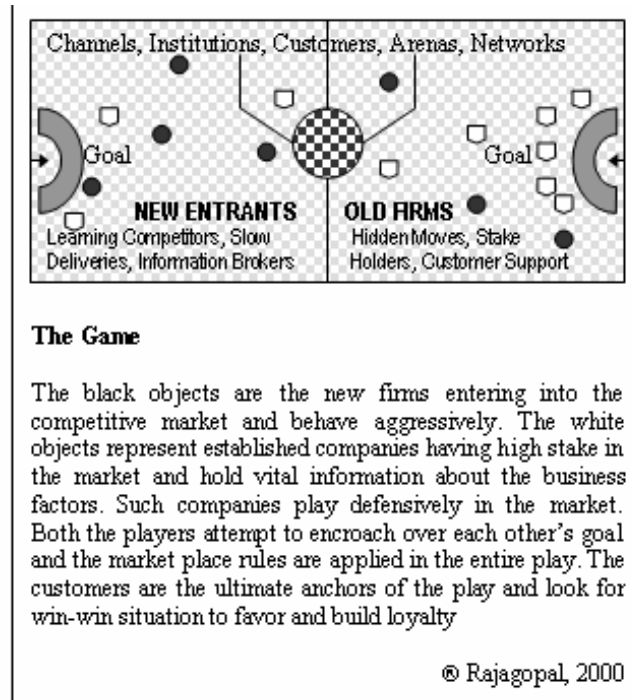 Channels, Institutions, Customers, Arenas, Networks
Goal
Goal
NEW ENTRANTS
Learning Competitors, Slow
Deliveries, Information Brokers
OLD FIRMS
Hidden Moves, Stake
Holders, Customer Support
The Game
The black objects are the new firms entering into the
competitive market and behave aggressively. The white
objects represent established companies having high stake in
the market and hold vital information about the business
factors. Such companies play defensively in the market.
Both the players attempt to encroach over each other's goal
and the market place rules are applied in the entire play. The
customers are the ultimate anchors of the play and look for
win-win situation to favor and build loyalty
® Rajagopal, 2000